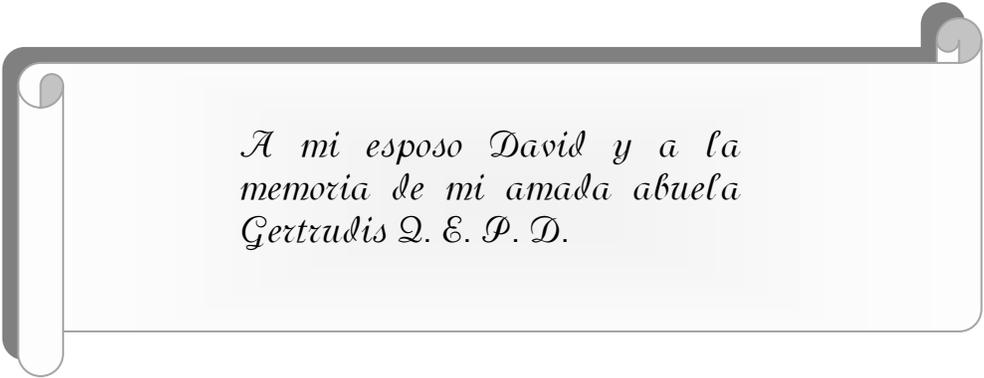 A mi esposo David y a la
memoria de mi amada abuela
Gertrudis Q. E. P. D.